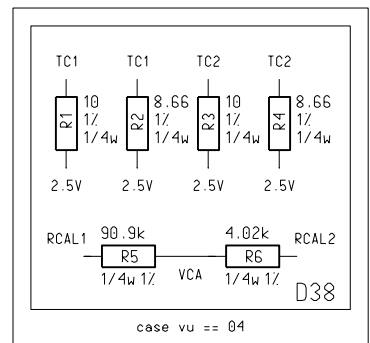 TC1 TC1 TC2 TC2
R1 10 1% 1/4w
R2 8.66 1% 1/4w
R3 10 1% 1/4w
R4 8.66 1% 1/4w
2.5V 2.5V 2.5V 2.5V
RCAL1 90.9k R5 1/4w 1%
VCA
4.02k R6 1/4w 1% RCAL2
D38
case vu == 04